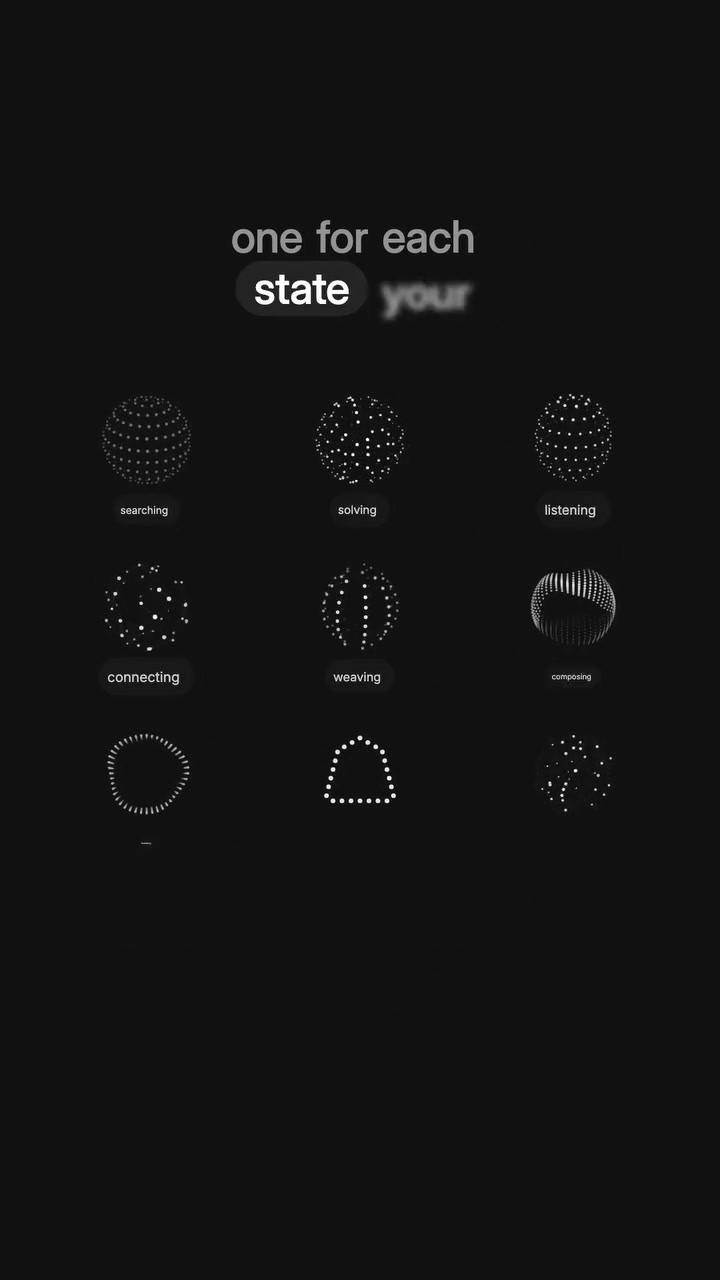 one for each
state your
searching
solving
listening
connecting
weaving
composing